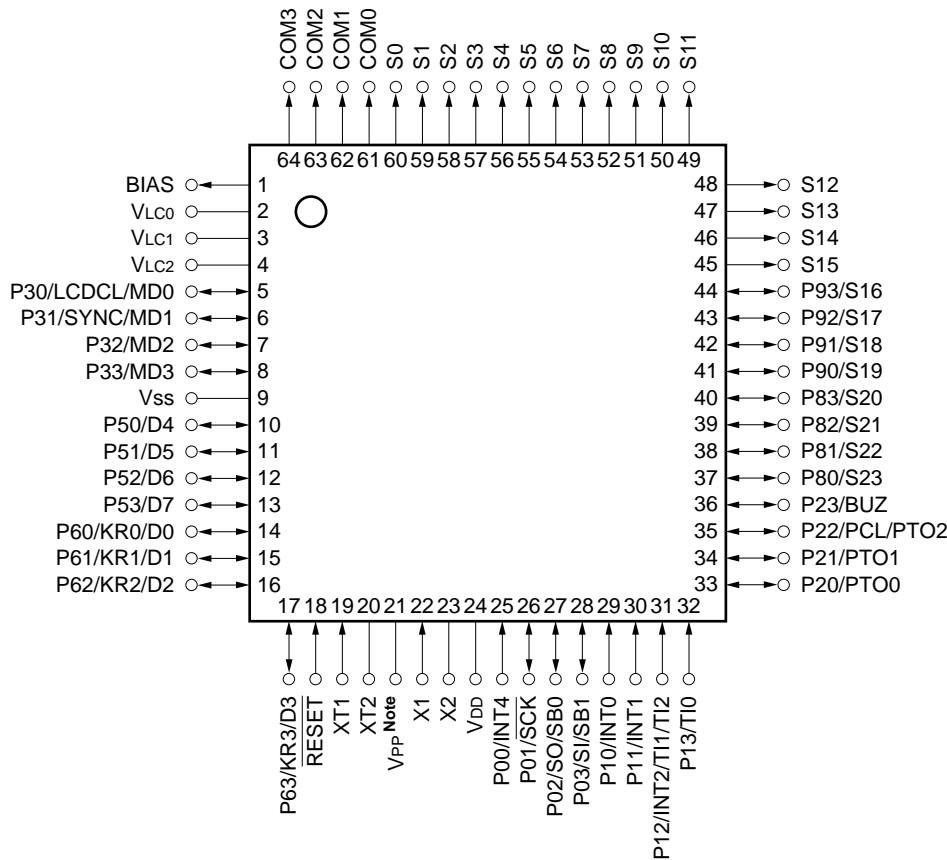 COM3
COM2
COM1
COM0
S0
S1
S2
S3
S4
S5
S6
S7
S8
S9
S10
S11
64 63 62 61 60 59 58 57 56 55 54 53 52 51 50 49
BIAS 1
VLC0 2
VLC1 3
VLC2 4
P30/LCDCL/MD0 5
P31/SYNC/MD1 6
P32/MD2 7
P33/MD3 8
Vss 9
P50/D4 10
P51/D5 11
P52/D6 12
P53/D7 13
P60/KR0/D0 14
P61/KR1/D1 15
P62/KR2/D2 16
48 S12
47 S13
46 S14
45 S15
44 P93/S16
43 P92/S17
42 P91/S18
41 P90/S19
40 P83/S20
39 P82/S21
38 P81/S22
37 P80/S23
36 P23/BUZ
35 P22/PCL/PTO2
34 P21/PTO1
33 P20/PTO0
17 18 19 20 21 22 23 24 25 26 27 28 29 30 31 32
P63/KR3/D3
RESET
XT1
XT2
VPP Note
X1
X2
VDD
P00/INT4
P01/SCK
P02/SO/SB0
P03/SI/SB1
P10/INT0
P11/INT1
P12/INT2/TI1/TI2
P13/TI0